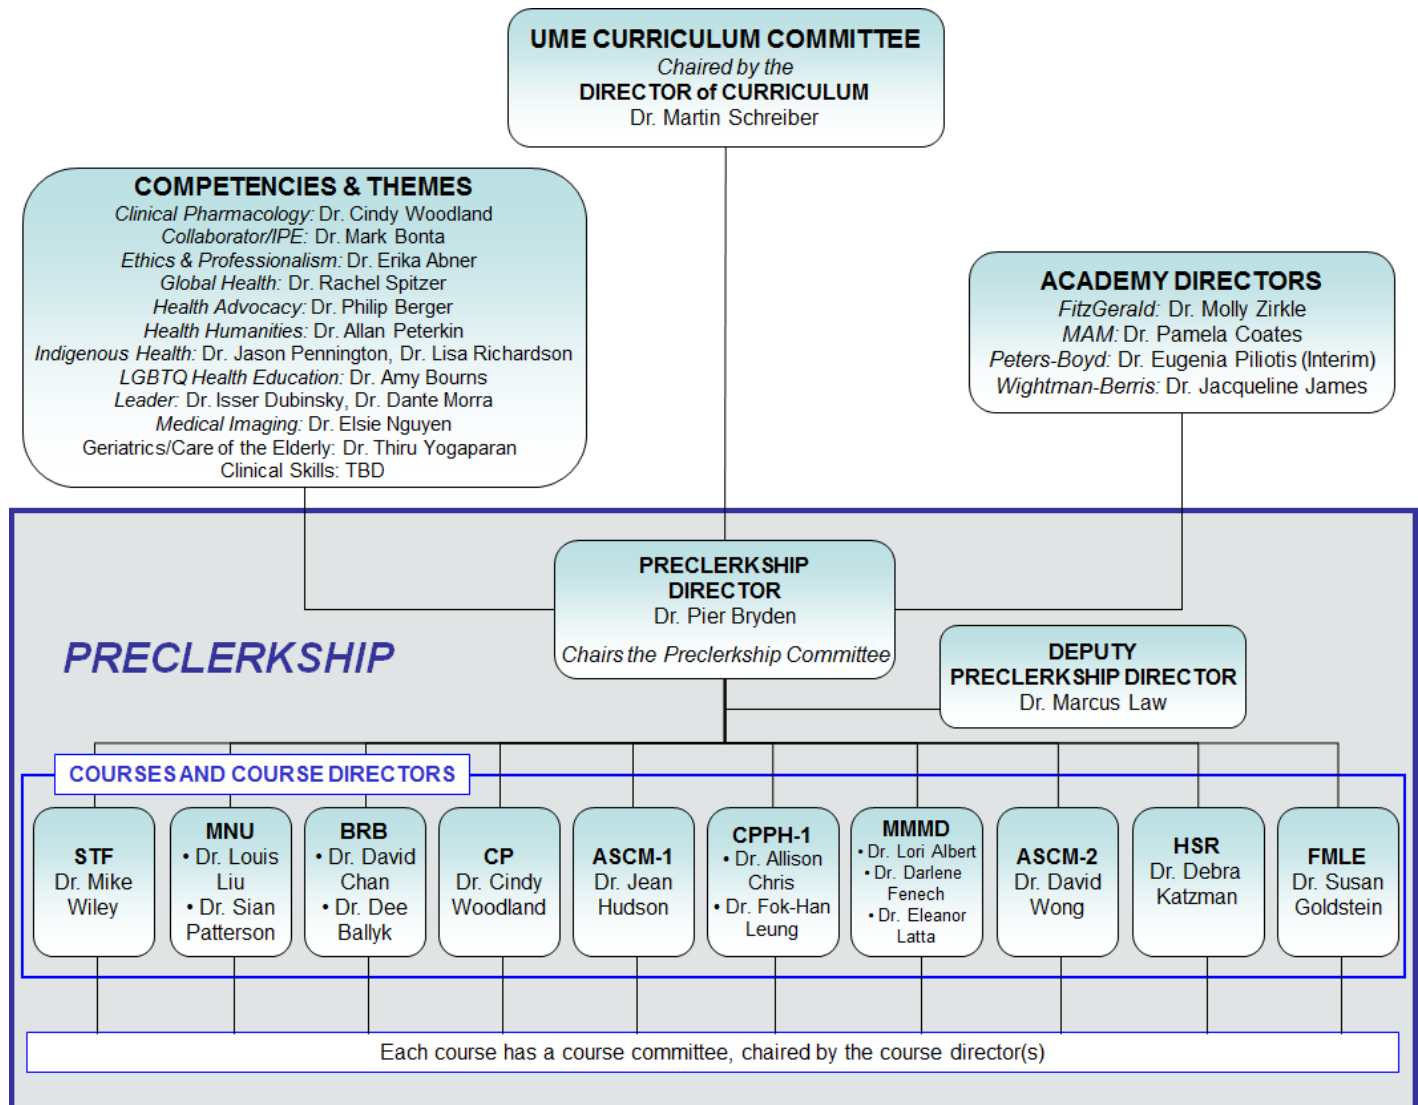 UME CURRICULUM COMMITTEE
Chaired by the
DIRECTOR of CURRICULUM
Dr. Martin Schreiber
COMPETENCIES & THEMES
Clinical Pharmacology: Dr. Cindy Woodland
Collaborator/IPE: Dr. Mark Bonta
Ethics & Professionalism: Dr. Erika Abner
Global Health: Dr. Rachel Spitzer
Health Advocacy: Dr. Philip Berger
Health Humanities: Dr. Allan Peterkin
Indigenous Health: Dr. Jason Pennington, Dr. Lisa Richardson
LGBTQ Health Education: Dr. Amy Bourns
Leader: Dr. Isser Dubinsky, Dr. Dante Morra
Medical Imaging: Dr. Elsie Nguyen
Geriatrics/Care of the Elderly: Dr. Thiru Yogaparan
Clinical Skills: TBD
ACADEMY DIRECTORS
FitzGerald: Dr. Molly Zirkle
MAM: Dr. Pamela Coates
Peters-Boyd: Dr. Eugenia Piliotis (Interim)
Wightman-Berris: Dr. Jacqueline James
PRECLERKSHIP
DIRECTOR
Dr. Pier Bryden
Chairs the Preclerkship Committee
PRECLERKSHIP
DEPUTY
PRECLERKSHIP DIRECTOR
Dr. Marcus Law
COURSES AND COURSE DIRECTORS
STF
Dr. Mike
Wiley
MNU
• Dr. Louis
Liu
• Dr. Sian
Patterson
BRB
• Dr. David
Chan
• Dr. Dee
Ballyk
CP
Dr. Cindy
Woodland
ASCM-1
Dr. Jean
Hudson
CPPH-1
• Dr. Allison
Chris
• Dr. Fok-Han
Leung
MMMD
• Dr. Lori Albert
• Dr. Darlene
Fenech
• Dr. Eleanor
Latta
ASCM-2
Dr. David
Wong
HSR
Dr. Debra
Katzman
FMLE
Dr. Susan
Goldstein
Each course has a course committee, chaired by the course director(s)